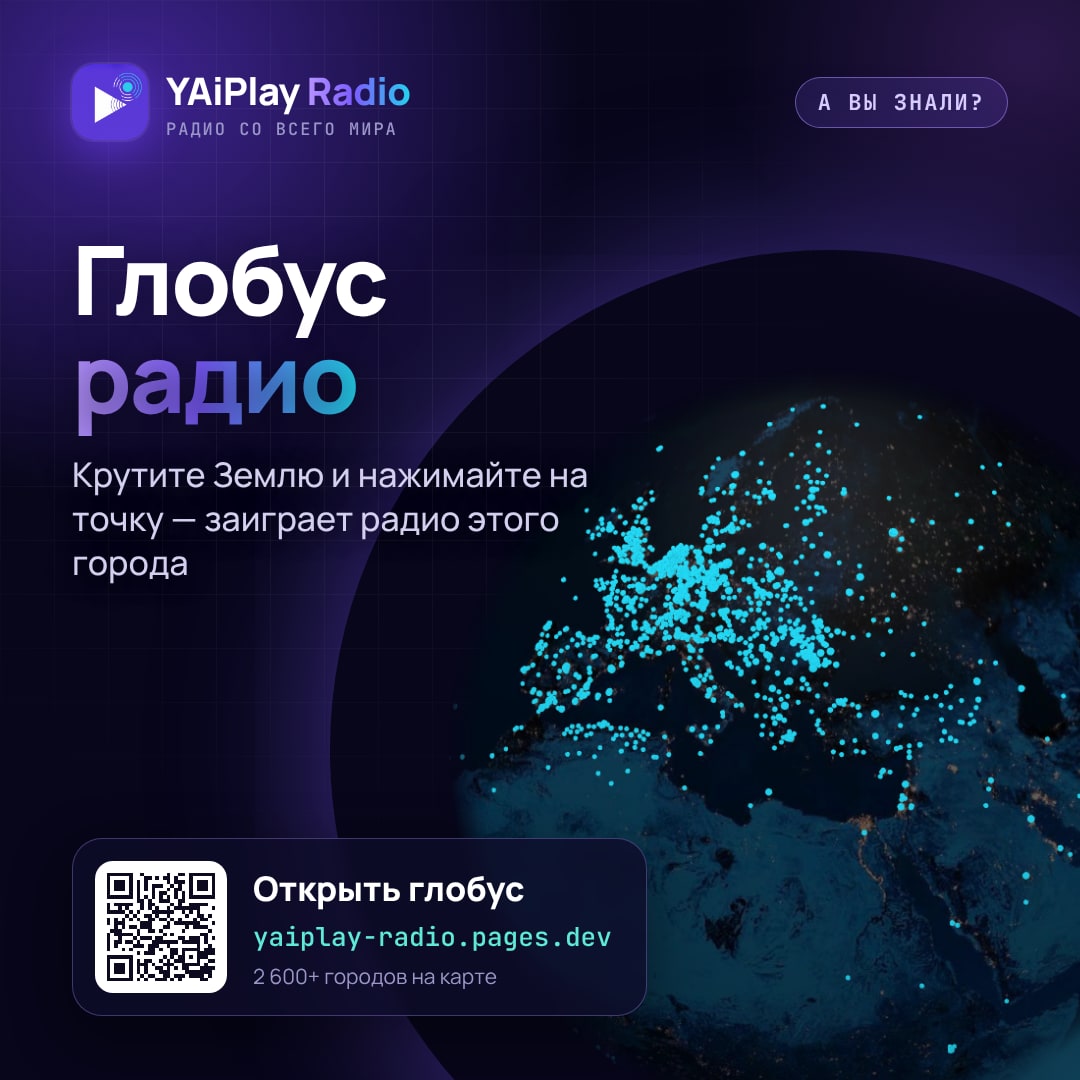 YAiPlay Radio
РАДИО СО ВСЕГО МИРА
А ВЫ ЗНАЛИ?
Глобус
радио
Крутите Землю и нажимайте на
точку — заиграет радио этого
города
Открыть глобус
yaiplay-radio.pages.dev
2 600+ городов на карте